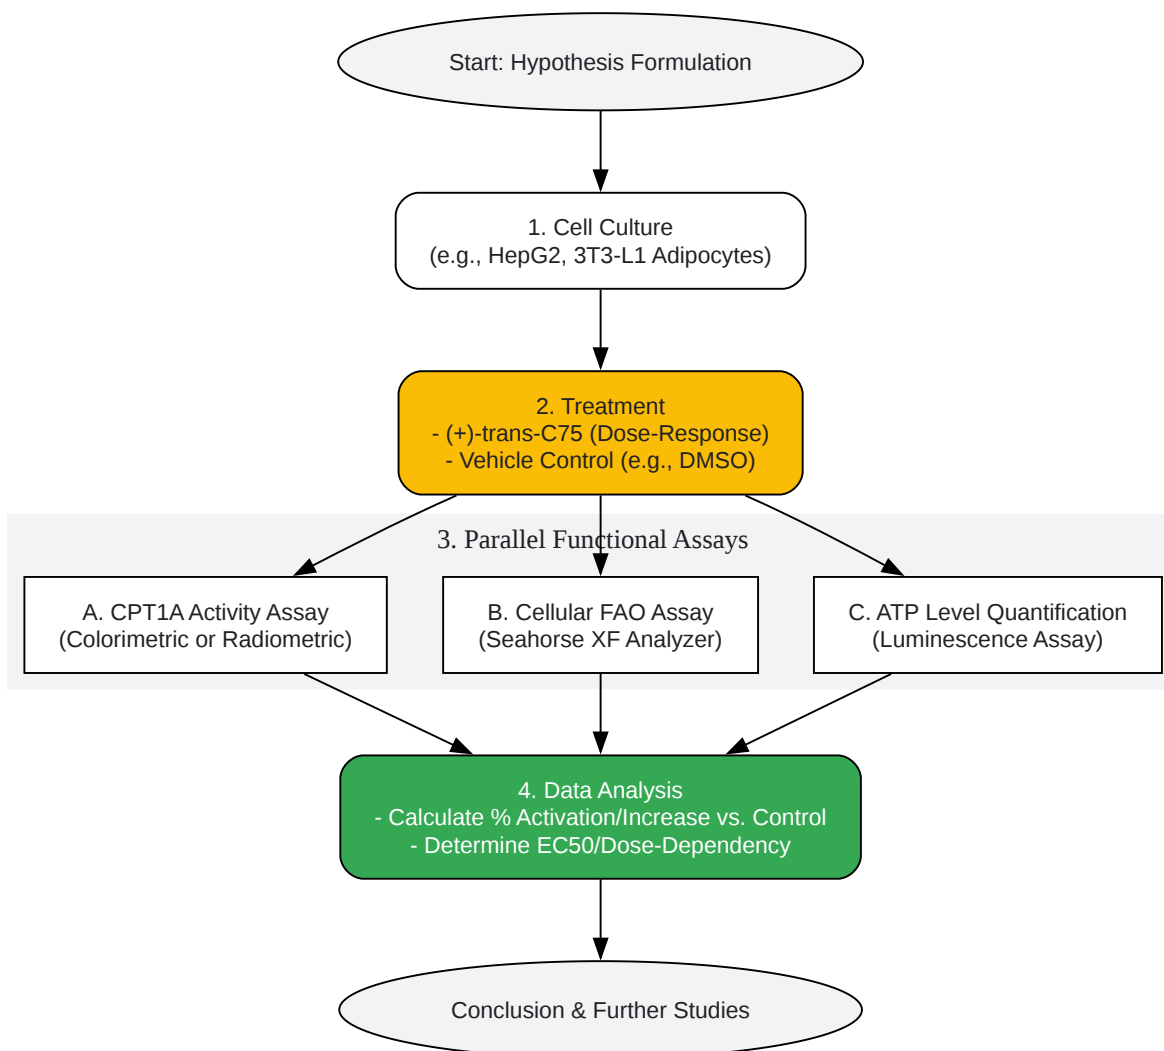 Start: Hypothesis Formulation
1. Cell Culture
(e.g., HepG2, 3T3-L1 Adipocytes)
2. Treatment
- (+)-trans-C75 (Dose-Response)
- Vehicle Control (e.g., DMSO)
3. Parallel Functional Assays
A. CPT1A Activity Assay
(Colorimetric or Radiometric)
B. Cellular FAO Assay
(Seahorse XF Analyzer)
C. ATP Level Quantification
(Luminescence Assay)
4. Data Analysis
- Calculate % Activation/Increase vs. Control
- Determine EC50/Dose-Dependency
Conclusion & Further Studies